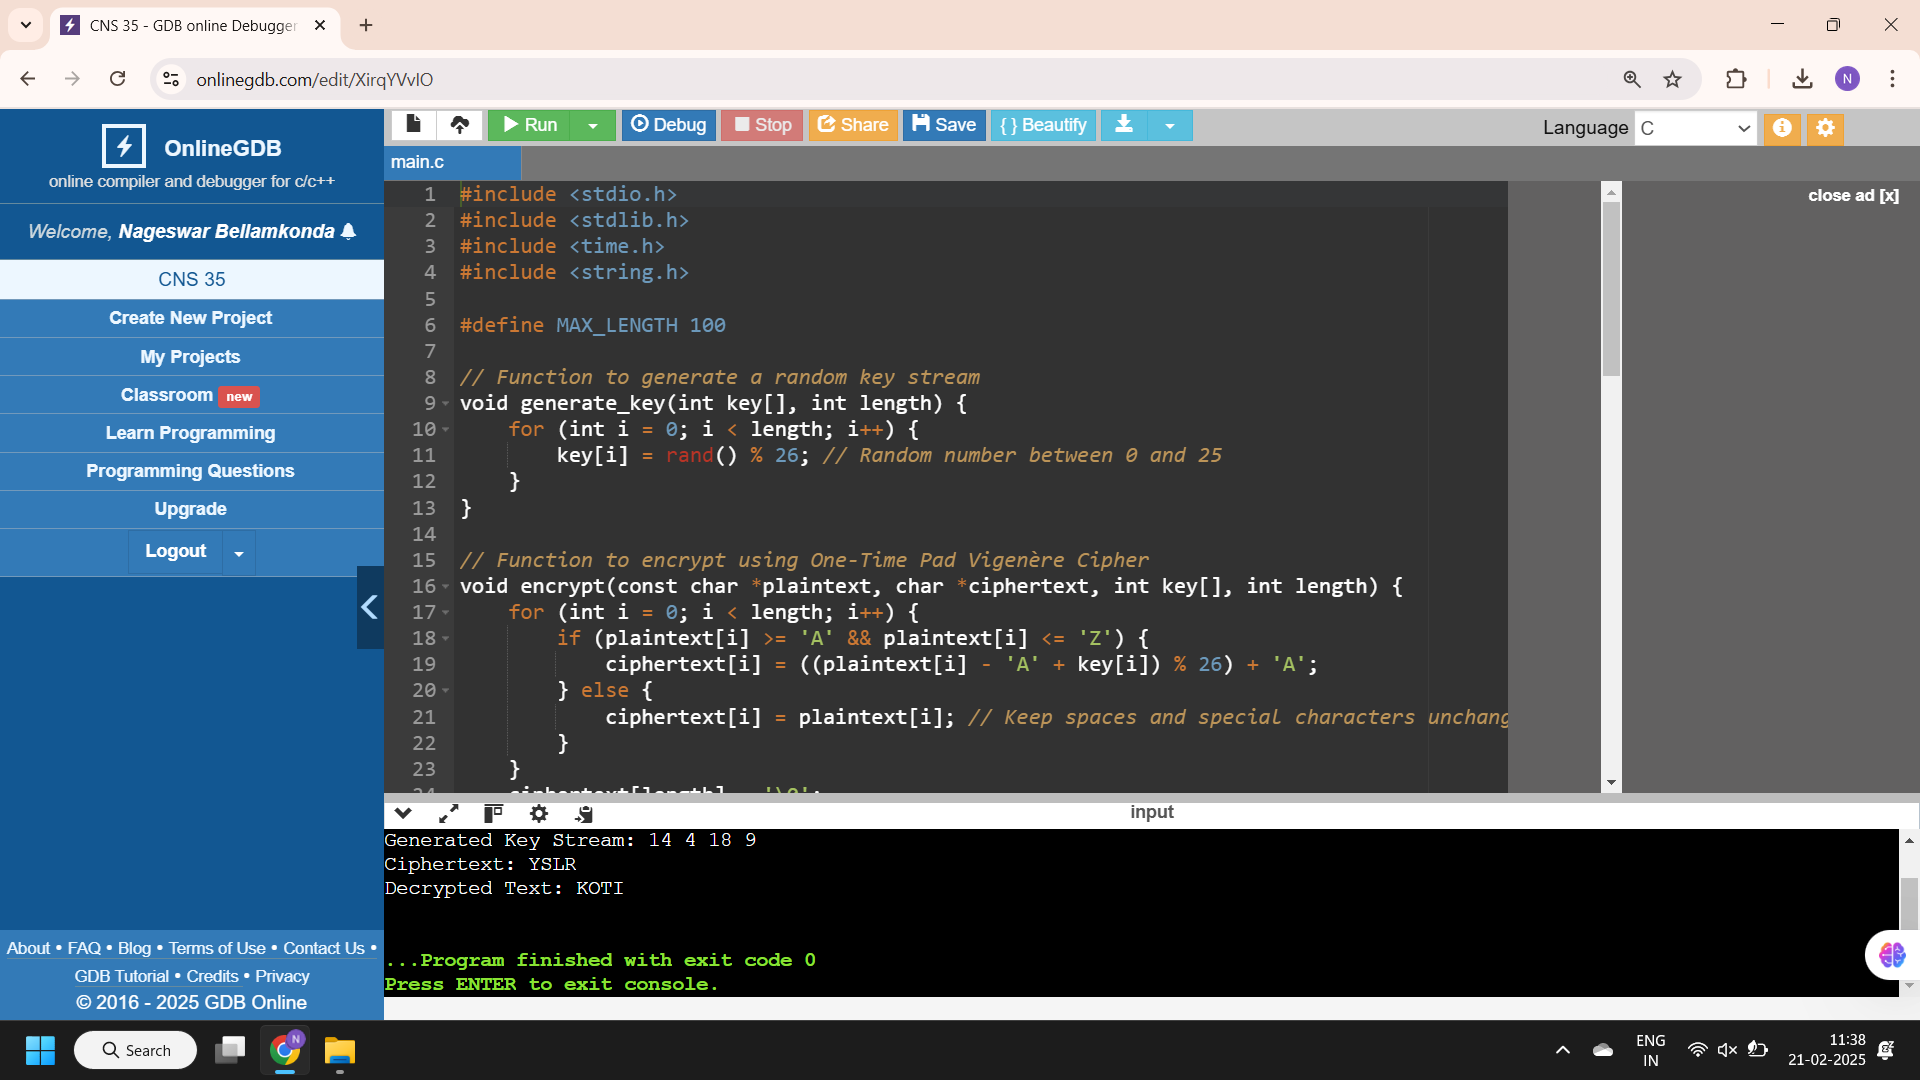 CNS 35 - GDB online Debugger
onlinegdb.com/edit/XirqYVvIO
N
OnlineGDB
online compiler and debugger for c/c++
Welcome, Nageswar Bellamkonda
CNS 35
Create New Project
My Projects
Classroom new
Learn Programming
Programming Questions
Upgrade
Logout
About • FAQ • Blog • Terms of Use • Contact Us •
GDB Tutorial • Credits • Privacy
© 2016 - 2025 GDB Online
Run Debug Stop Share Save { } Beautify
Language C
main.c
close ad [x]
1 #include <stdio.h>
2 #include <stdlib.h>
3 #include <time.h>
4 #include <string.h>
5
6 #define MAX_LENGTH 100
7
8 // Function to generate a random key stream
9 void generate_key(int key[], int length) {
10 for (int i = 0; i < length; i++) {
11 key[i] = rand() % 26; // Random number between 0 and 25
12 }
13 }
14
15 // Function to encrypt using One-Time Pad Vigenère Cipher
16 void encrypt(const char *plaintext, char *ciphertext, int key[], int length) {
17 for (int i = 0; i < length; i++) {
18 if (plaintext[i] >= 'A' && plaintext[i] <= 'Z') {
19 ciphertext[i] = ((plaintext[i] - 'A' + key[i]) % 26) + 'A';
20 } else {
21 ciphertext[i] = plaintext[i]; // Keep spaces and special characters unchang
22 }
23 }
24 ciphertext[length] = '\0';
input
Generated Key Stream: 14 4 18 9
Ciphertext: YSLR
Decrypted Text: KOTI
...Program finished with exit code 0
Press ENTER to exit console.
Search
N
ENG
IN
11:38
21-02-2025